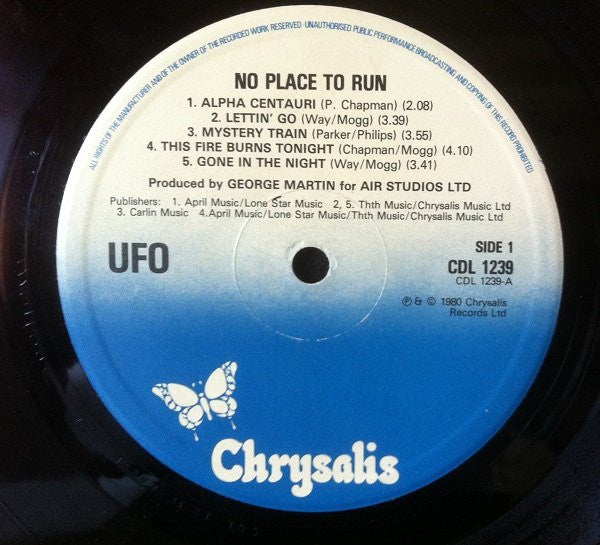 ALL RIGHTS OF THE MANUFACTURER AND OF THE OWNER OF THE RECORDED WORK RESERVED · UNAUTHORISED PUBLIC PERFORMANCE BROADCASTING AND COPYING OF THIS RECORD PROHIBITED
NO PLACE TO RUN
1. ALPHA CENTAURI (P. Chapman) (2.08)
2. LETTIN' GO (Way/Mogg) (3.39)
3. MYSTERY TRAIN (Parker/Philips) (3.55)
4. THIS FIRE BURNS TONIGHT (Chapman/Mogg) (4.10)
5. GONE IN THE NIGHT (Way/Mogg) (3.41)
Produced by GEORGE MARTIN for AIR STUDIOS LTD
Publishers: 1. April Music/Lone Star Music 2, 5. Thth Music/Chrysalis Music Ltd
3. Carlin Music 4.April Music/Lone Star Music/Thth Music/Chrysalis Music Ltd
UFO
SIDE 1
CDL 1239
CDL 1239-A
℗ & © 1980 Chrysalis
Records Ltd
Chrysalis